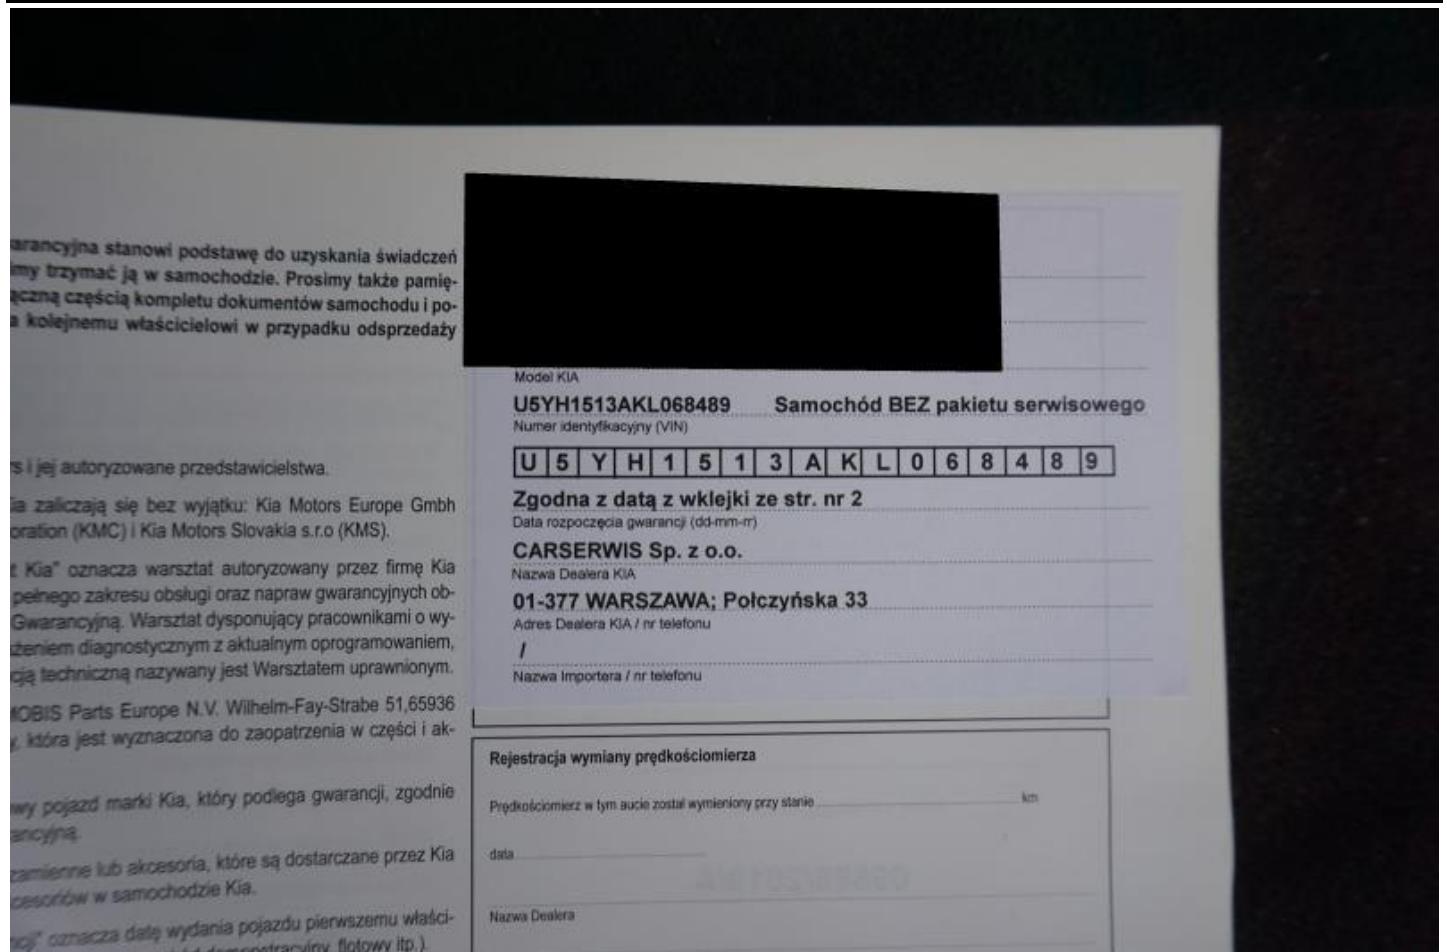 arancyjna stanowi podstawę do uzyskania świadczeń
imy trzymać ją w samochodzie. Prosimy także pamię-
ączną częścią kompletu dokumentów samochodu i po-
a kolejnemu właścicielowi w przypadku odsprzedaży
s i jej autoryzowane przedstawicielstwa.
ia zaliczają się bez wyjątku: Kia Motors Europe Gmbh
oration (KMC) i Kia Motors Slovakia s.r.o (KMS).
t Kia" oznacza warsztat autoryzowany przez firmę Kia
pełnego zakresu obsługi oraz napraw gwarancyjnych ob-
Gwarancyjną. Warsztat dysponujący pracownikami o wy-
żeniem diagnostycznym z aktualnym oprogramowaniem,
cją techniczną nazywany jest Warsztatem uprawnionym.
MOBIS Parts Europe N.V. Wilhelm-Fay-Strabe 51,65936
y, która jest wyznaczona do zaopatrzenia w części i ak-
wy pojazd marki Kia, który podlega gwarancji, zgodnie
ancyjną.
zamienne lub akcesoria, które są dostarczane przez Kia
cesoriów w samochodzie Kia.
cji" oznacza datę wydania pojazdu pierwszemu właści-
demonstracyjny, flotowy itp.)
Model KIA
U5YH1513AKL068489 Samochód BEZ pakietu serwisowego
Numer identyfikacyjny (VIN)
U 5 Y H 1 5 1 3 A K L 0 6 8 4 8 9
Zgodna z datą z wklejki ze str. nr 2
Data rozpoczęcia gwarancji (dd-mm-rr)
CARSERWIS Sp. z o.o.
Nazwa Dealera KIA
01-377 WARSZAWA; Połczyńska 33
Adres Dealera KIA / nr telefonu
/
Nazwa Importera / nr telefonu
Rejestracja wymiany prędkościomierza
Prędkościomierz w tym aucie został wymieniony przy stanie km
data
Nazwa Dealera